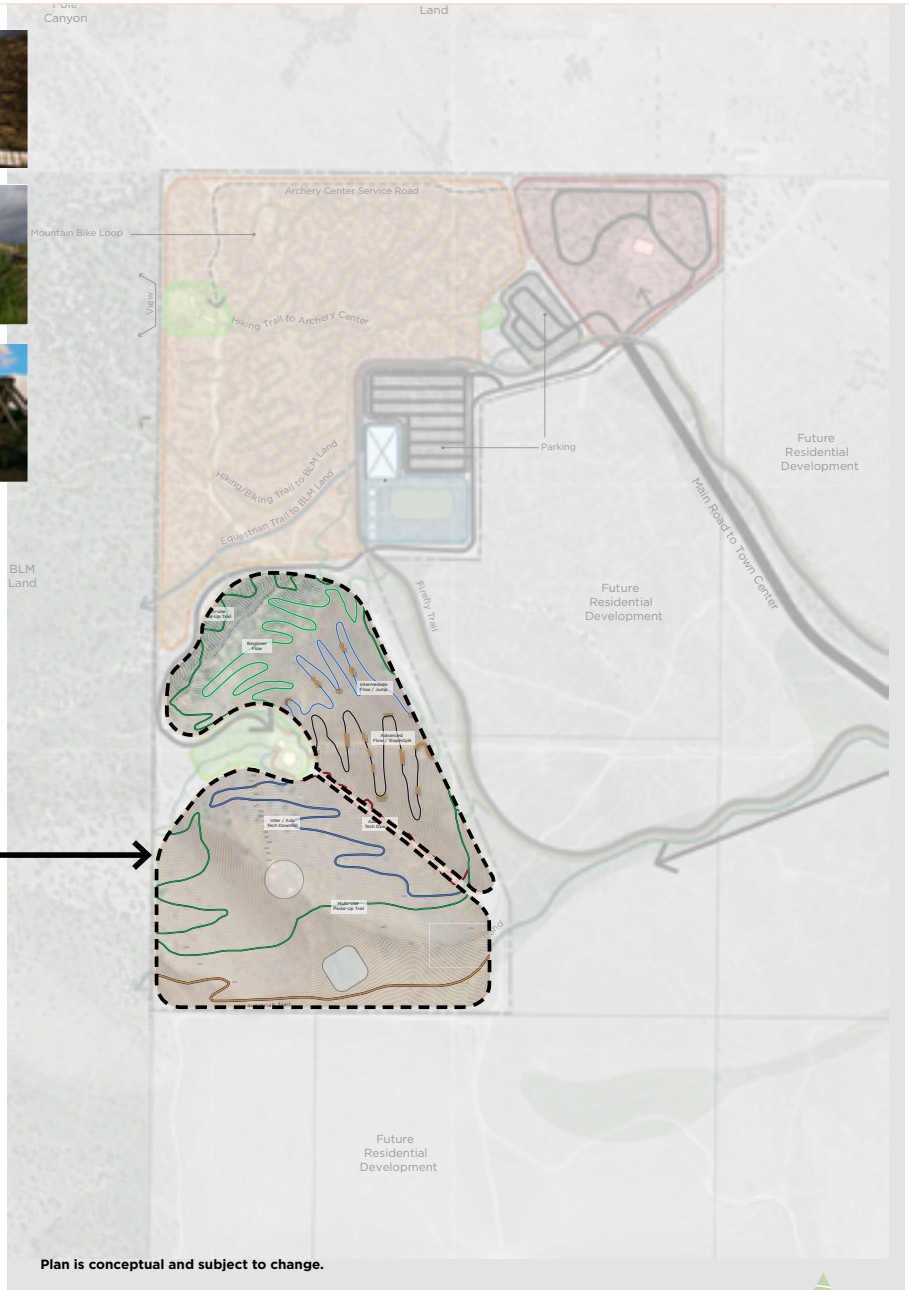 Pole
Canyon
Land
Archery Center Service Road
Mountain Bike Loop
View
Hiking Trail to Archery Center
Parking
Future
Residential
Development
Hiking/Biking Trail to BLM Land
Equestrian Trail to BLM Land
Main Road to Town Center
BLM
Land
Firefly Trail
Future
Residential
Development
Beginner
Flow
Intermediate
Flow / Jump
Advanced
Flow / Slopestyle
Inter / Adv
Tech Downhill
Tech
Multi-Use
Pedal-Up Trail
Future
Residential
Development
Plan is conceptual and subject to change.